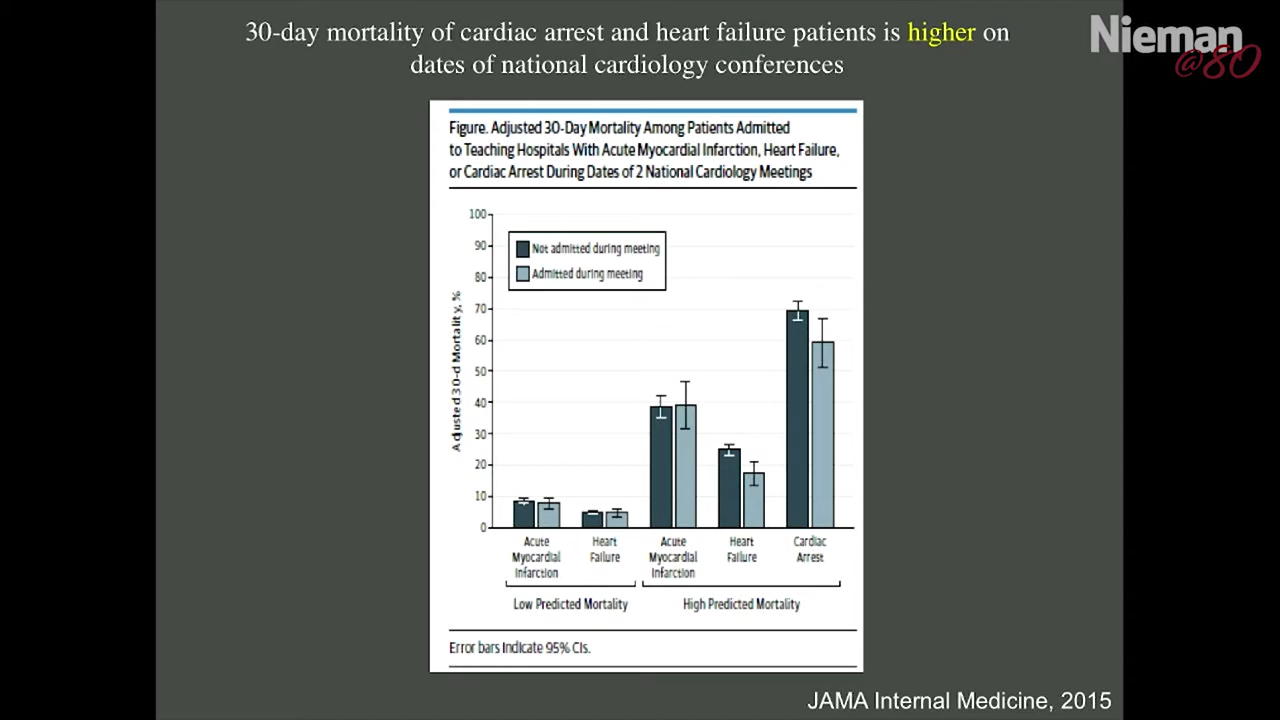 30-day mortality of cardiac arrest and heart failure patients is higher on
dates of national cardiology conferences
Nieman
@80
Figure. Adjusted 30-Day Mortality Among Patients Admitted
to Teaching Hospitals With Acute Myocardial Infarction, Heart Failure,
or Cardiac Arrest During Dates of 2 National Cardiology Meetings
Adjusted 30-d Mortality, %
100
90
80
70
60
50
40
30
20
10
0
Not admitted during meeting
Admitted during meeting
Acute
Myocardial
Infarction
Heart
Failure
Acute
Myocardial
Infarction
Heart
Failure
Cardiac
Arrest
Low Predicted Mortality
High Predicted Mortality
Error bars indicate 95% CIs.
JAMA Internal Medicine, 2015